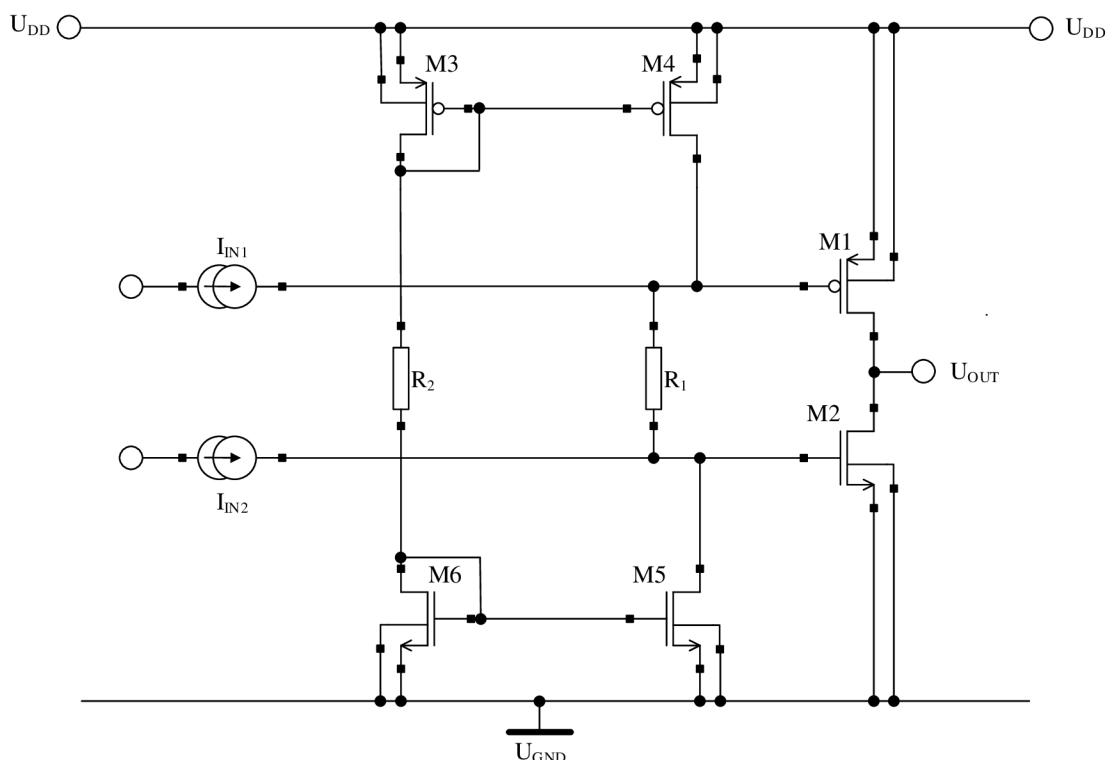 U_DD
U_DD
M3
M4
M1
I_IN1
R_2
R_1
U_OUT
M2
I_IN2
M6
M5
U_GND